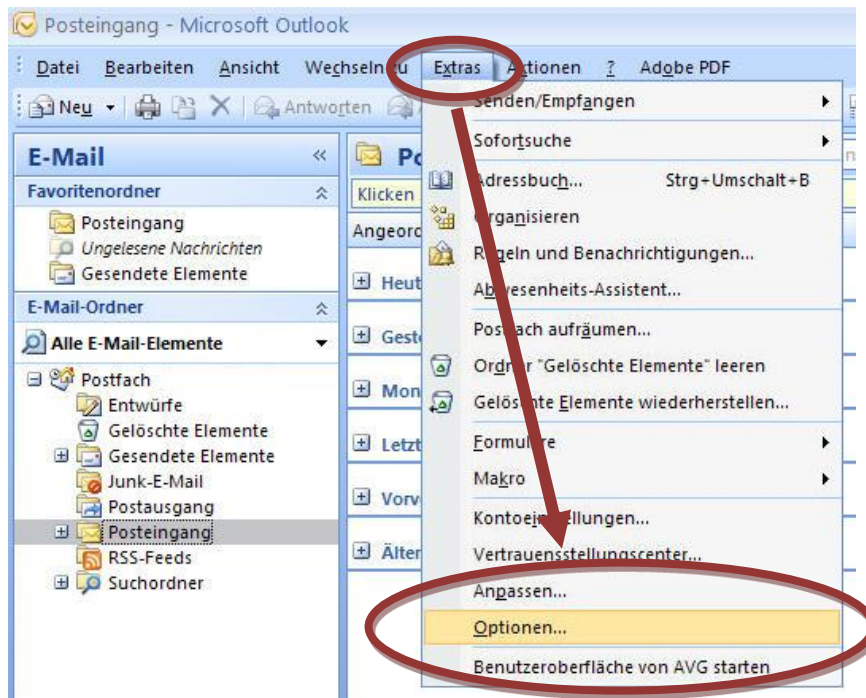 Posteingang - Microsoft Outlook
Datei Bearbeiten Ansicht Wechseln zu Extras Aktionen ? Adobe PDF
Neu Antworten
E-Mail
Favoritenordner
Posteingang
Ungelesene Nachrichten
Gesendete Elemente
E-Mail-Ordner
Alle E-Mail-Elemente
Postfach
Entwürfe
Gelöschte Elemente
Gesendete Elemente
Junk-E-Mail
Postausgang
Posteingang
RSS-Feeds
Suchordner
Po
Klicken
Angeord
Heut
Geste
Mon
Letzt
Vorv
Älter
Senden/Empfangen
Sofortsuche
Adressbuch... Strg+Umschalt+B
Organisieren
Regeln und Benachrichtigungen...
Abwesenheits-Assistent...
Postfach aufräumen...
Ordner "Gelöschte Elemente" leeren
Gelöschte Elemente wiederherstellen...
Formulare
Makro
Kontoeinstellungen...
Vertrauensstellungscenter...
Anpassen...
Optionen...
Benutzeroberfläche von AVG starten